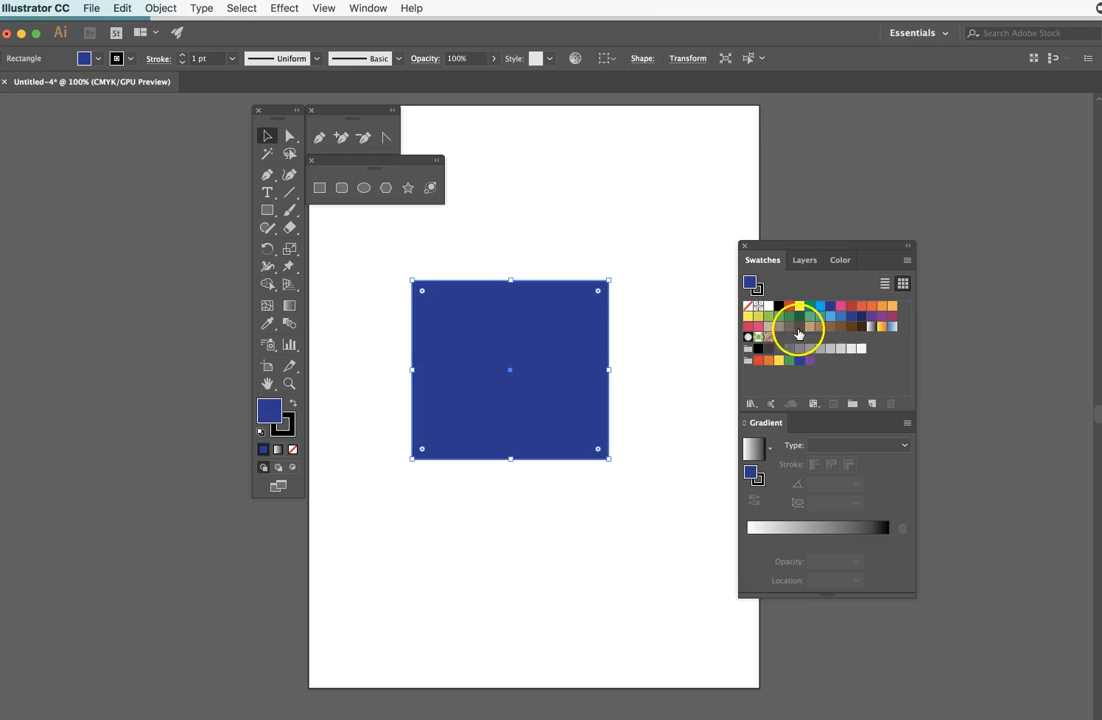 Illustrator CC File Edit Object Type Select Effect View Window Help
Ai Br St Essentials Search Adobe Stock
Rectangle Stroke: 1 pt Uniform Basic Opacity: 100% Style: Shape: Transform
Untitled-4* @ 100% (CMYK/GPU Preview)
Swatches Layers Color
Gradient
Type:
Stroke:
Opacity:
Location: